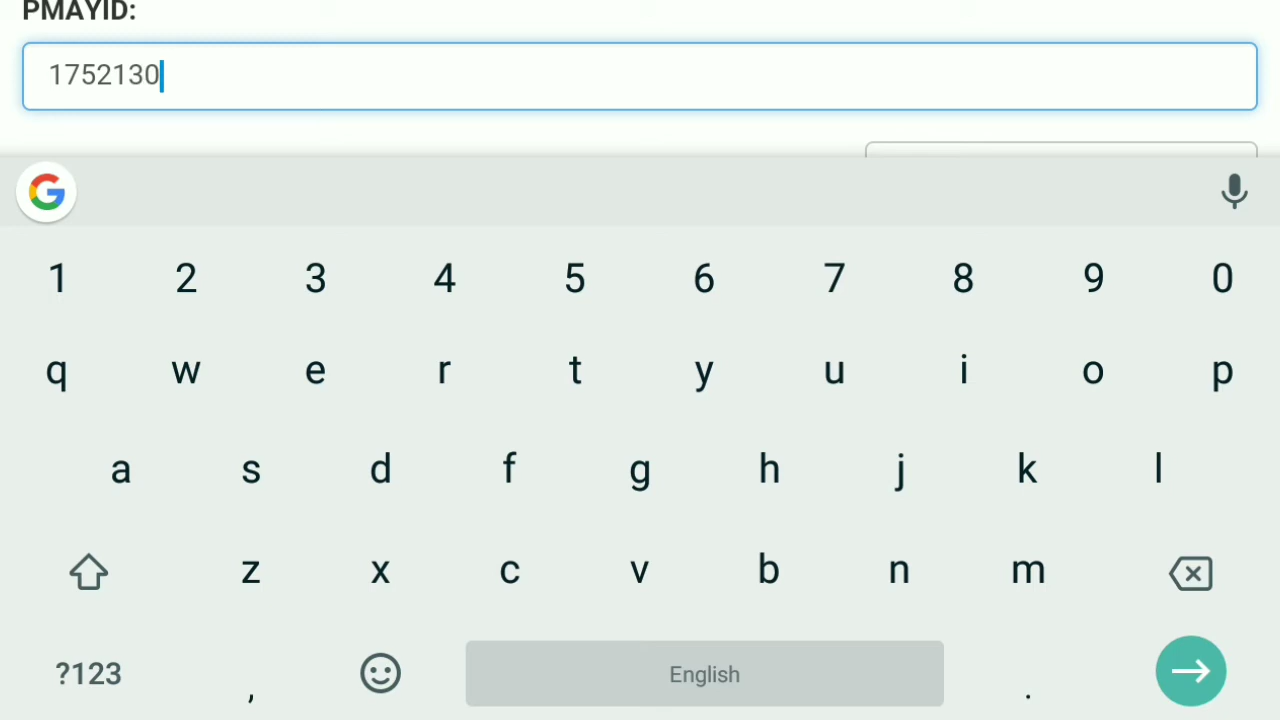 PMAYID:
1752130
1 2 3 4 5 6 7 8 9 0
q w e r t y u i o p
a s d f g h j k l
z x c v b n m
?123 , English .